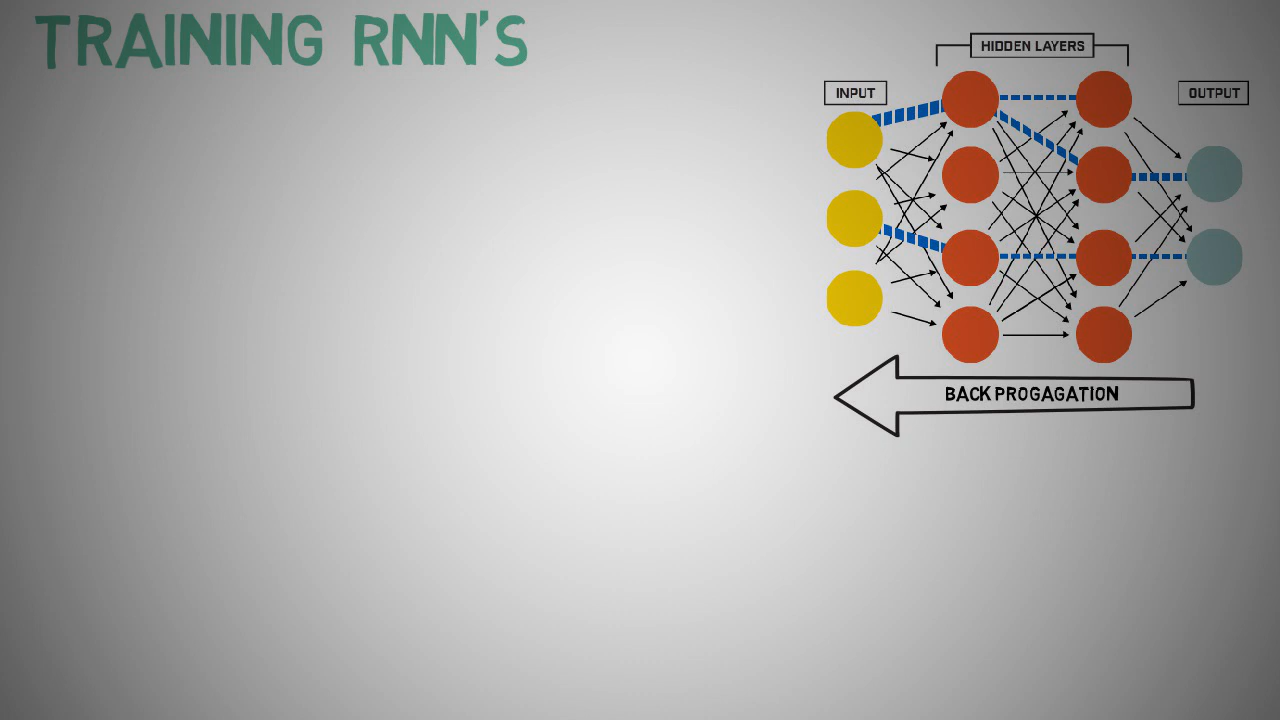 TRAINING RNN'S
HIDDEN LAYERS
INPUT
OUTPUT
BACK PROGAGATION